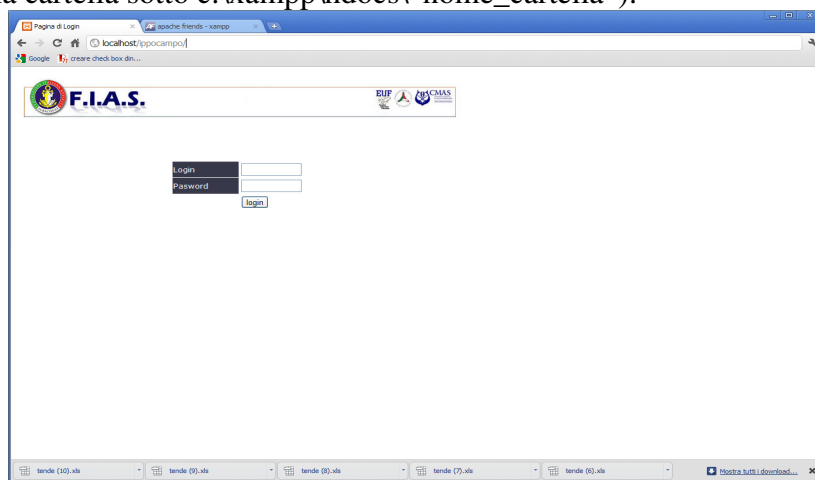 la cartella sotto c:\xampp\htdocs\"nome_cartella").
Pagina di Login
apache friends - xampp
localhost/ippocampo/
Google
creare check box din...
F.I.A.S.
EUF
CMAS
Login
Pasword
login
tende (10).xls
tende (9).xls
tende (8).xls
tende (7).xls
tende (6).xls
Mostra tutti i download...